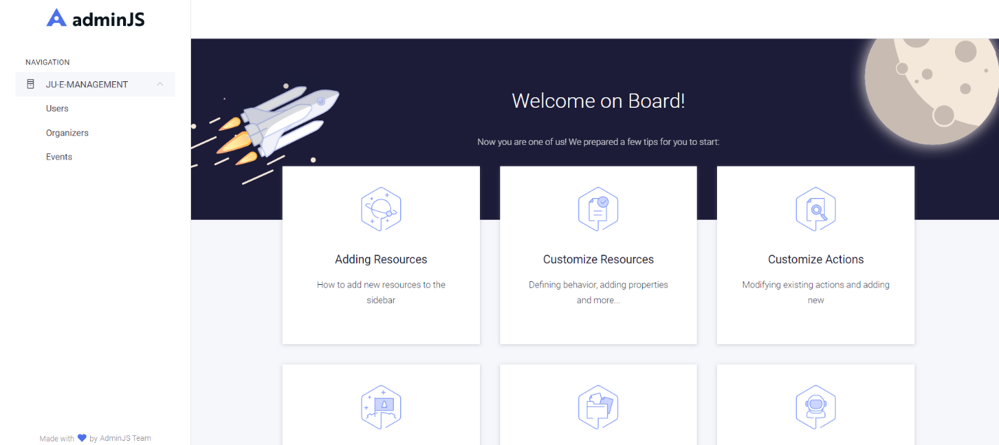 adminJS
NAVIGATION
JU-E-MANAGEMENT
Users
Organizers
Events
Made with by AdminJS Team
Welcome on Board!
Now you are one of us! We prepared a few tips for you to start:
Adding Resources
How to add new resources to the
sidebar
Customize Resources
Defining behavior, adding properties
and more...
Customize Actions
Modifying existing actions and adding
new